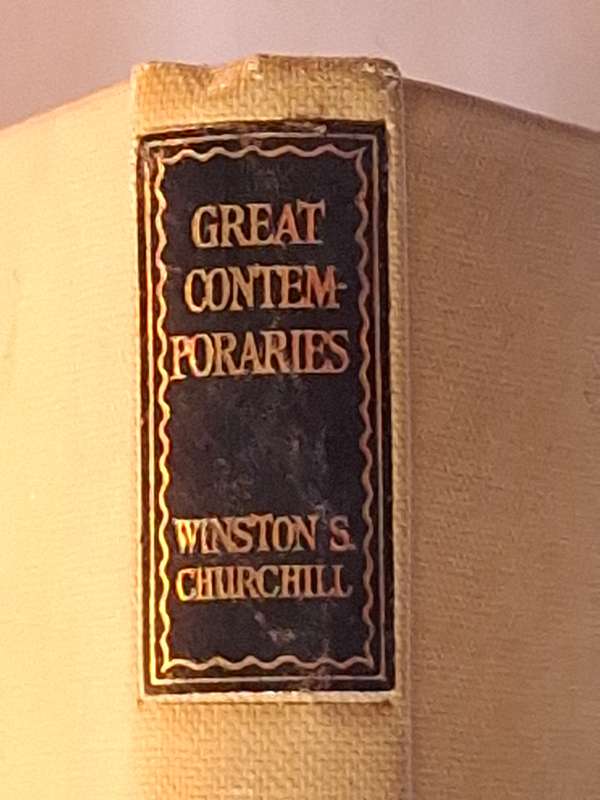 GREAT
CONTEM-
PORARIES
WINSTON S.
CHURCHILL